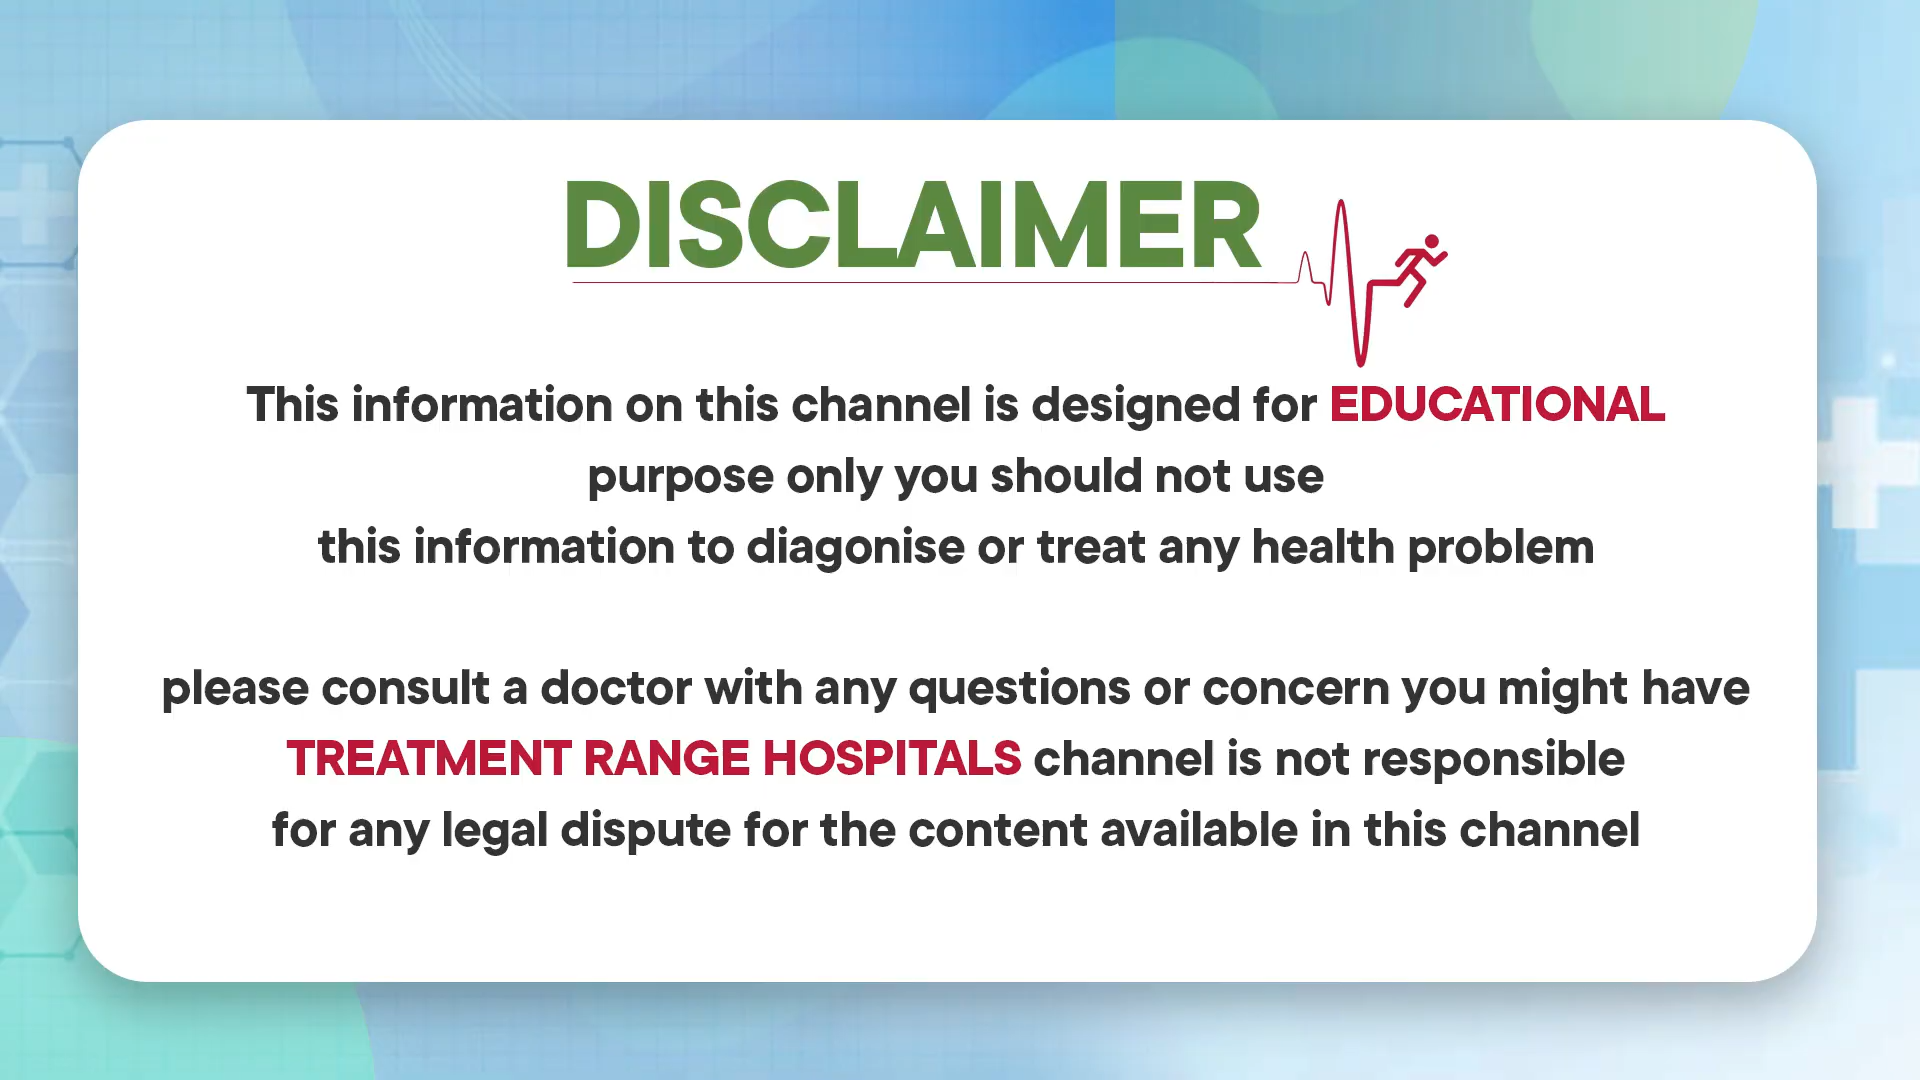 DISCLAIMER
This information on this channel is designed for EDUCATIONAL
purpose only you should not use
this information to diagonise or treat any health problem
please consult a doctor with any questions or concern you might have
TREATMENT RANGE HOSPITALS channel is not responsible
for any legal dispute for the content available in this channel